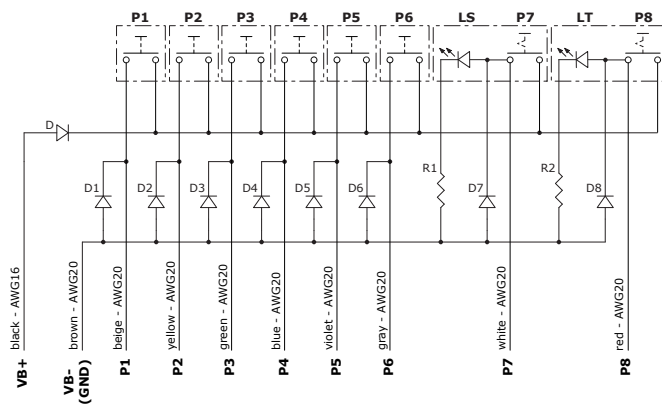 P1 P2 P3 P4 P5 P6 LS P7 LT P8
D
R1 R2
D1 D2 D3 D4 D5 D6 D7 D8
black - AWG16
brown - AWG20
beige - AWG20
yellow - AWG20
green - AWG20
blue - AWG20
violet - AWG20
gray - AWG20
white - AWG20
red - AWG20
VB+
VB-
(GND)
P1
P2
P3
P4
P5
P6
P7
P8